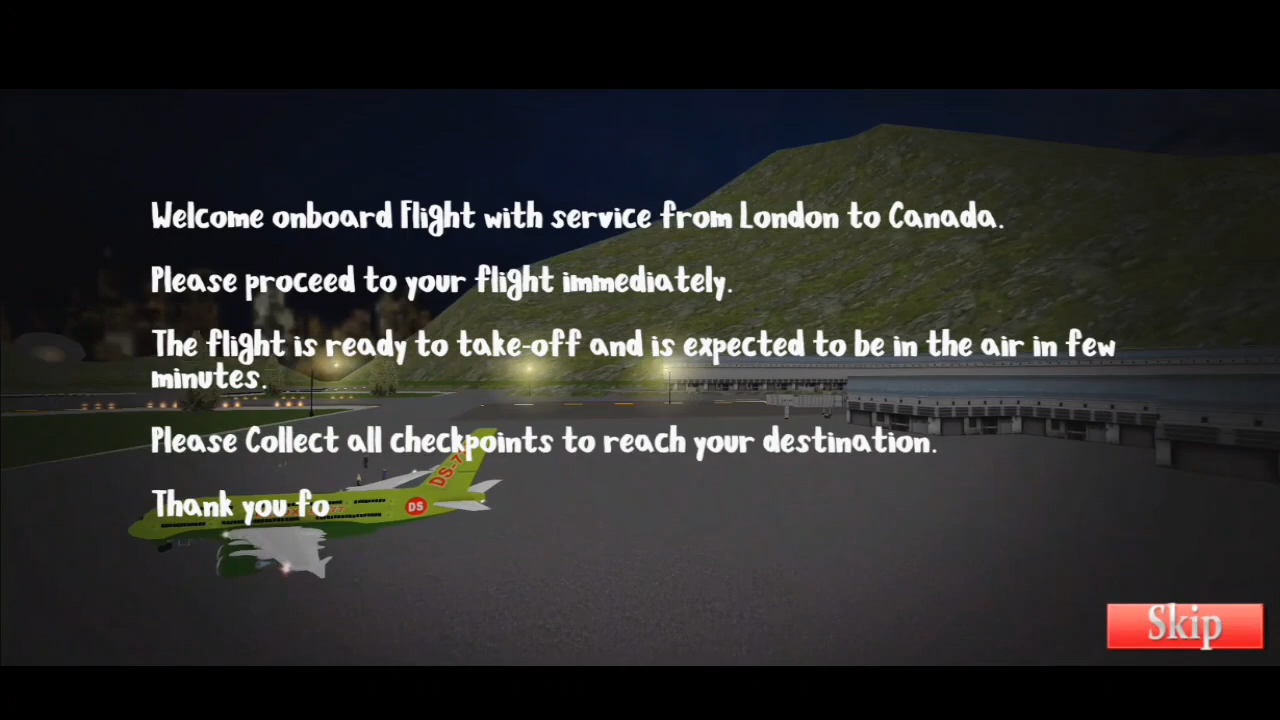 Welcome onboard Flight with service from London to Canada.
Please proceed to your flight immediately.
The flight is ready to take-off and is expected to be in the air in few
minutes.
Please Collect all checkpoints to reach your destination.
Thank you fo
DS
Skip